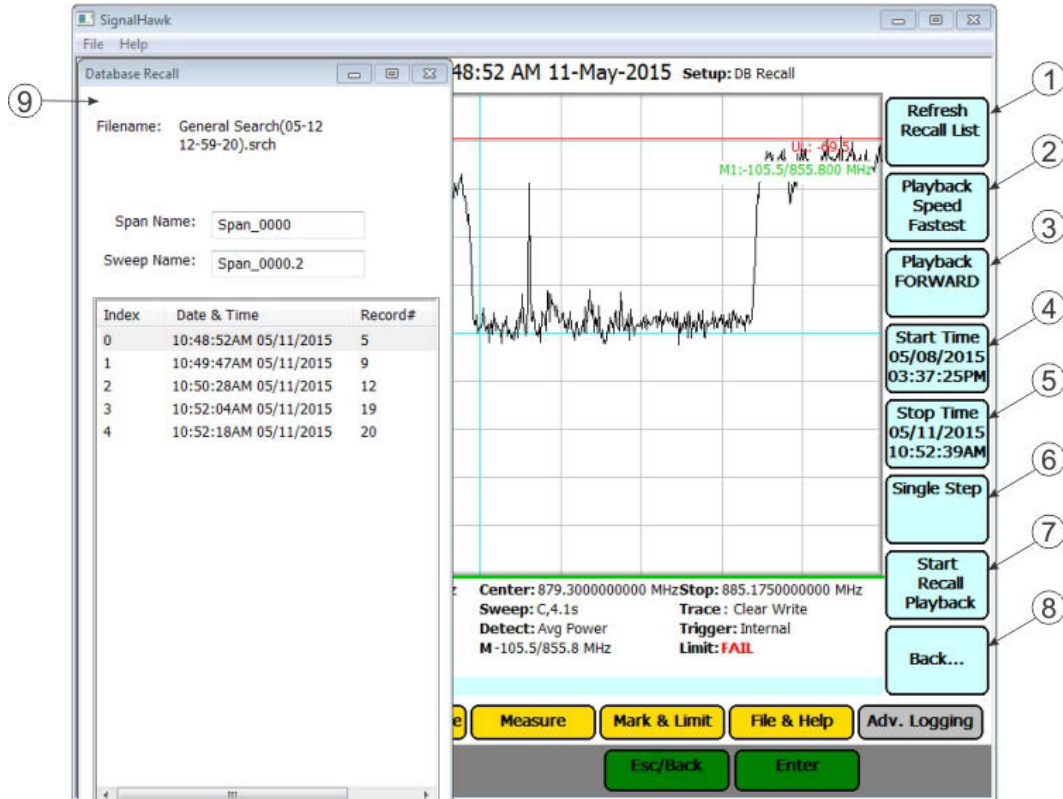 SignalHawk
File Help
Database Recall
48:52 AM 11-May-2015 Setup: DB Recall
9
Filename: General Search(05-12
12-59-20).srch
Span Name: Span_0000
Sweep Name: Span_0000.2
Index Date & Time Record#
0 10:48:52AM 05/11/2015 5
1 10:49:47AM 05/11/2015 9
2 10:50:28AM 05/11/2015 12
3 10:52:04AM 05/11/2015 19
4 10:52:18AM 05/11/2015 20
UL: -69.5
M1:-105.5/855.800 MHz
Refresh
Recall List
1
Playback
Speed
Fastest
2
Playback
FORWARD
3
Start Time
05/08/2015
03:37:25PM
4
Stop Time
05/11/2015
10:52:39AM
5
Single Step
6
Start
Recall
Playback
7
Back...
8
z Center: 879.3000000000 MHz Stop: 885.1750000000 MHz
Sweep: C,4.1s Trace : Clear Write
Detect: Avg Power Trigger: Internal
M -105.5/855.8 MHz Limit: FAIL
e Measure Mark & Limit File & Help Adv. Logging
Esc/Back Enter